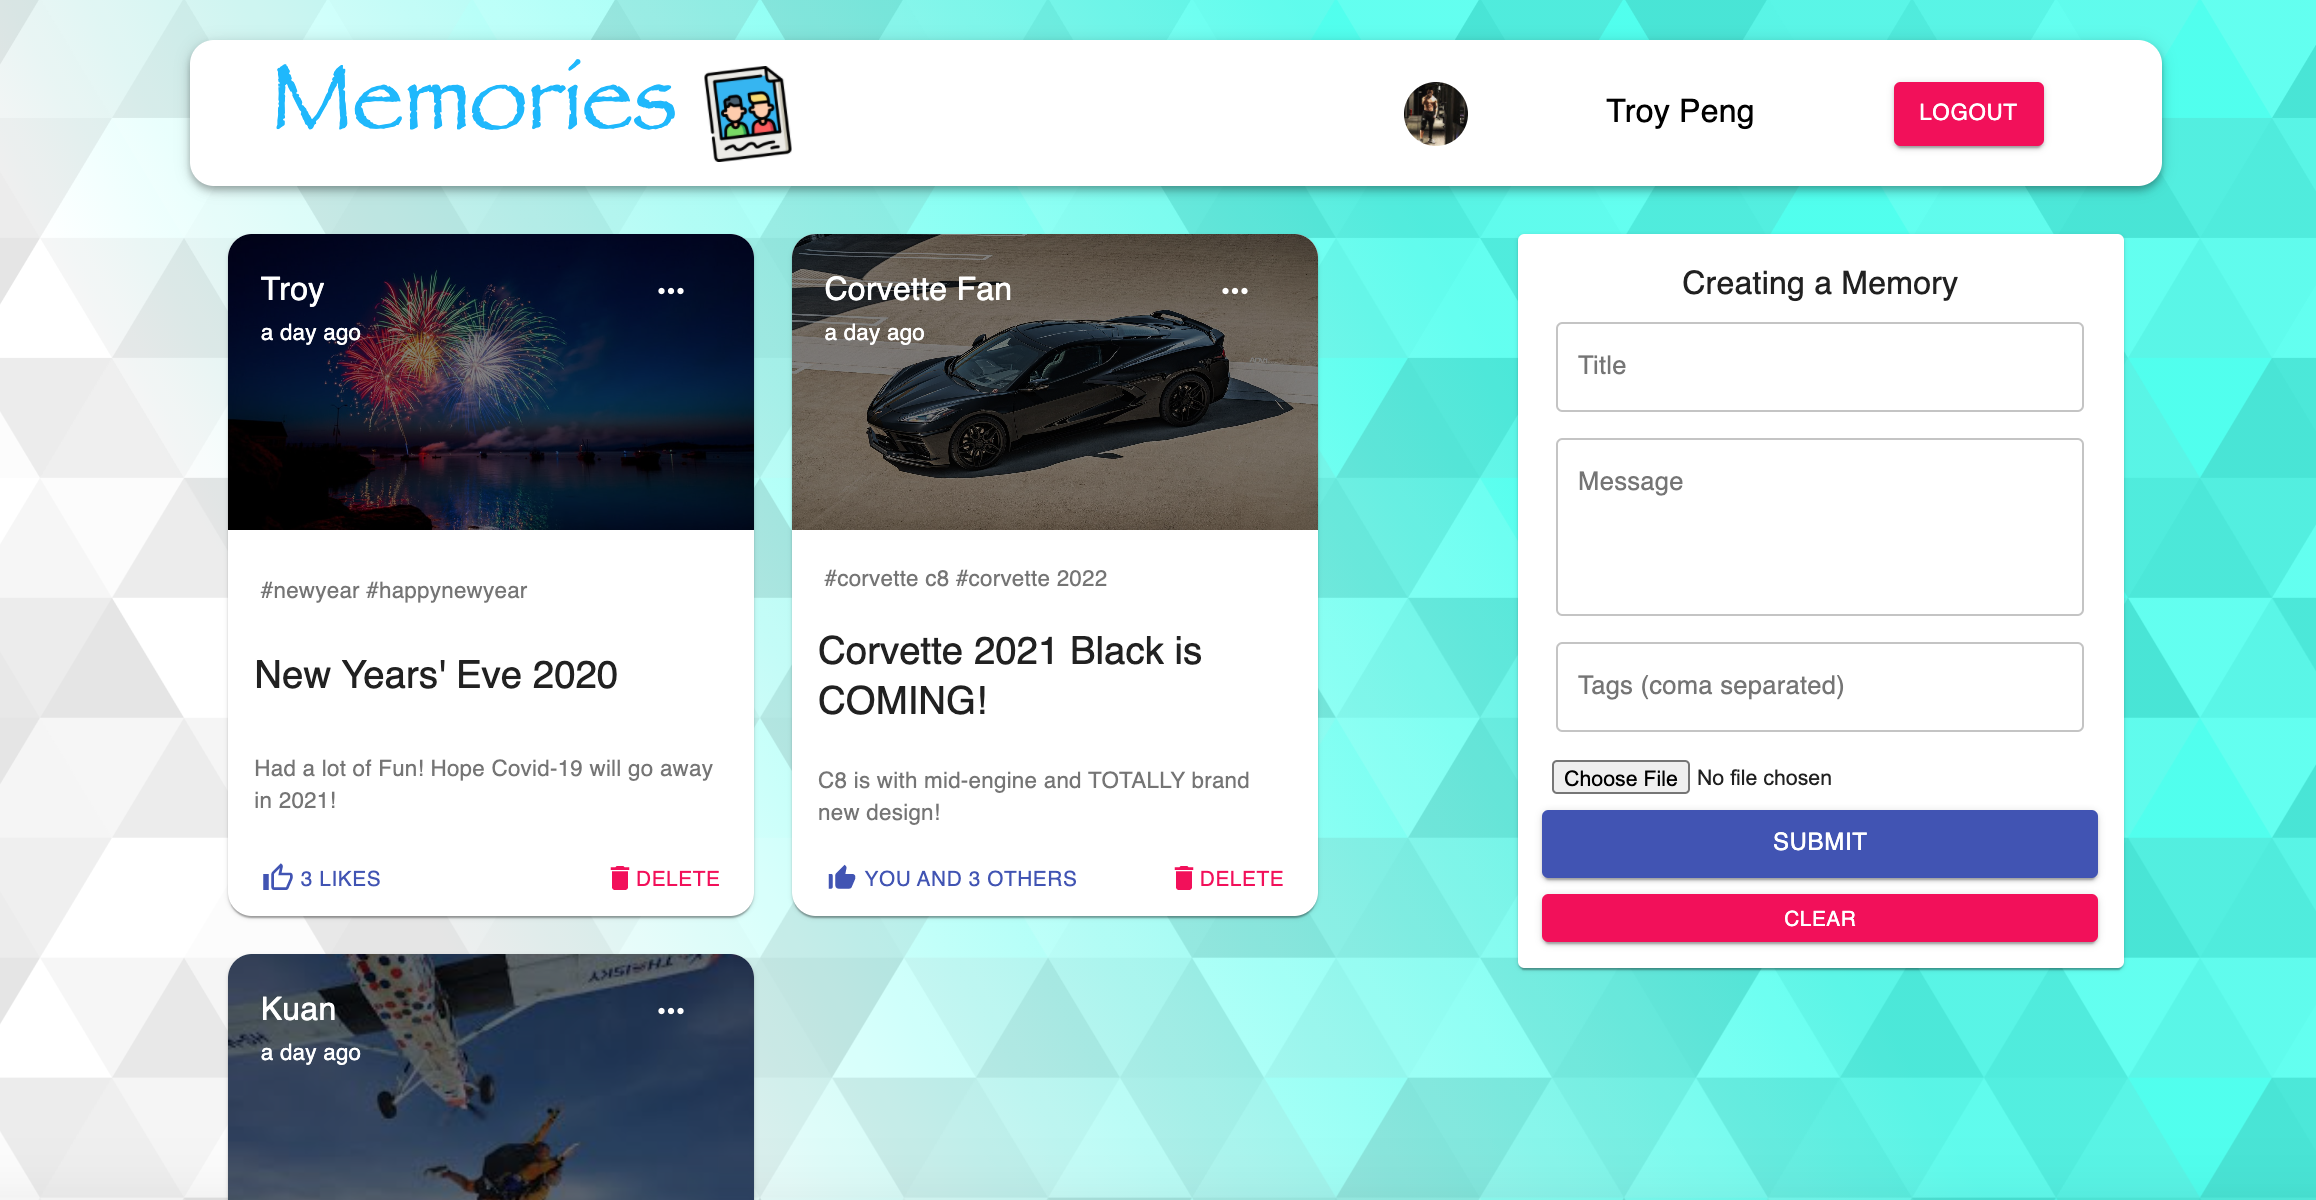 Memories
Troy Peng
LOGOUT
Troy
a day ago
#newyear #happynewyear
New Years' Eve 2020
Had a lot of Fun! Hope Covid-19 will go away
in 2021!
3 LIKES
DELETE
Corvette Fan
a day ago
#corvette c8 #corvette 2022
Corvette 2021 Black is
COMING!
C8 is with mid-engine and TOTALLY brand
new design!
YOU AND 3 OTHERS
DELETE
Kuan
a day ago
Creating a Memory
Title
Message
Tags (coma separated)
Choose File No file chosen
SUBMIT
CLEAR